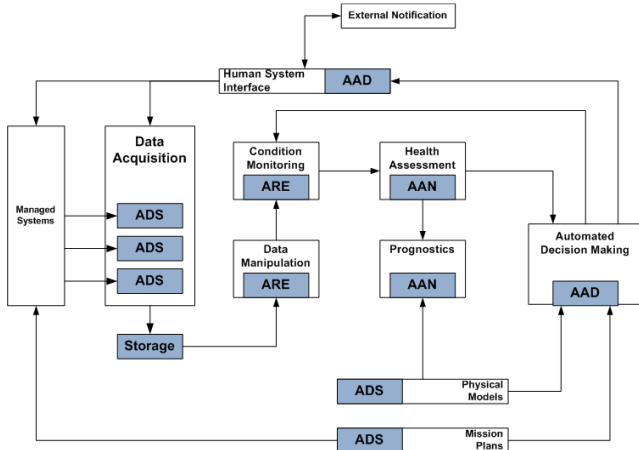 External Notification
Human System
Interface
AAD
Data
Acquisition
Condition
Monitoring
ARE
Health
Assessment
AAN
Managed
Systems
ADS
ADS
ADS
Data
Manipulation
ARE
Prognostics
AAN
Automated
Decision Making
AAD
Storage
ADS
Physical
Models
ADS
Mission
Plans